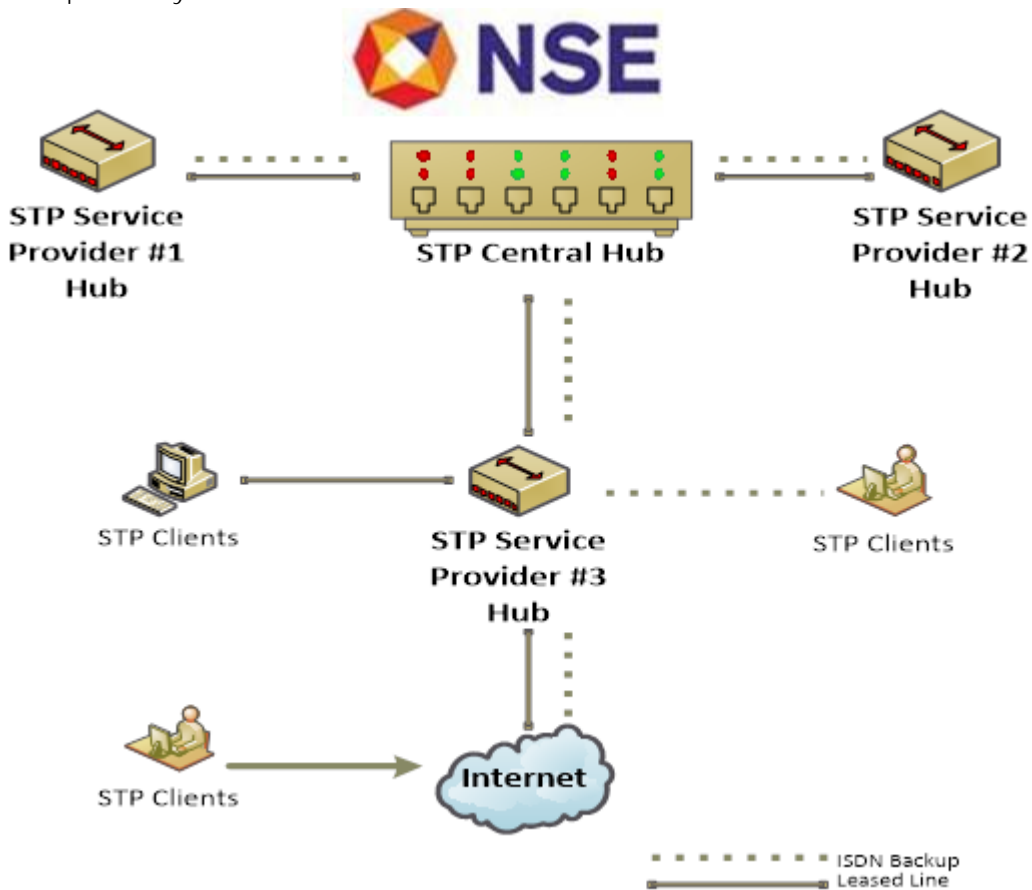 NSE
STP Service
Provider #1
Hub
STP Central Hub
STP Service
Provider #2
Hub
STP Clients
STP Service
Provider #3
Hub
STP Clients
STP Clients
Internet
ISDN Backup
Leased Line